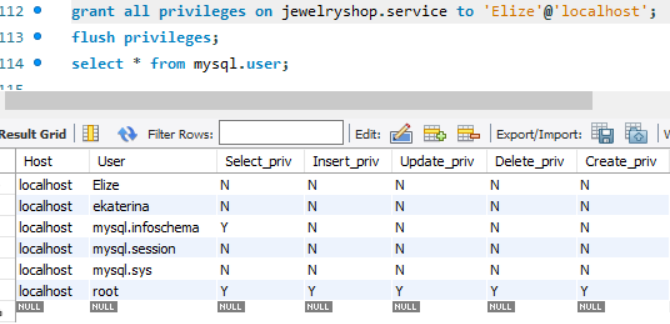 112 grant all privileges on jewelryshop.service to 'Elize'@'localhost';
113 flush privileges;
114 select * from mysql.user;
115
Result Grid Filter Rows: Edit: Export/Import:
Host User Select_priv Insert_priv Update_priv Delete_priv Create_priv
localhost Elize N N N N N
localhost ekaterina N N N N N
localhost mysql.infoschema Y N N N N
localhost mysql.session N N N N N
localhost mysql.sys N N N N N
localhost root Y Y Y Y Y
NULL NULL NULL NULL NULL NULL NULL